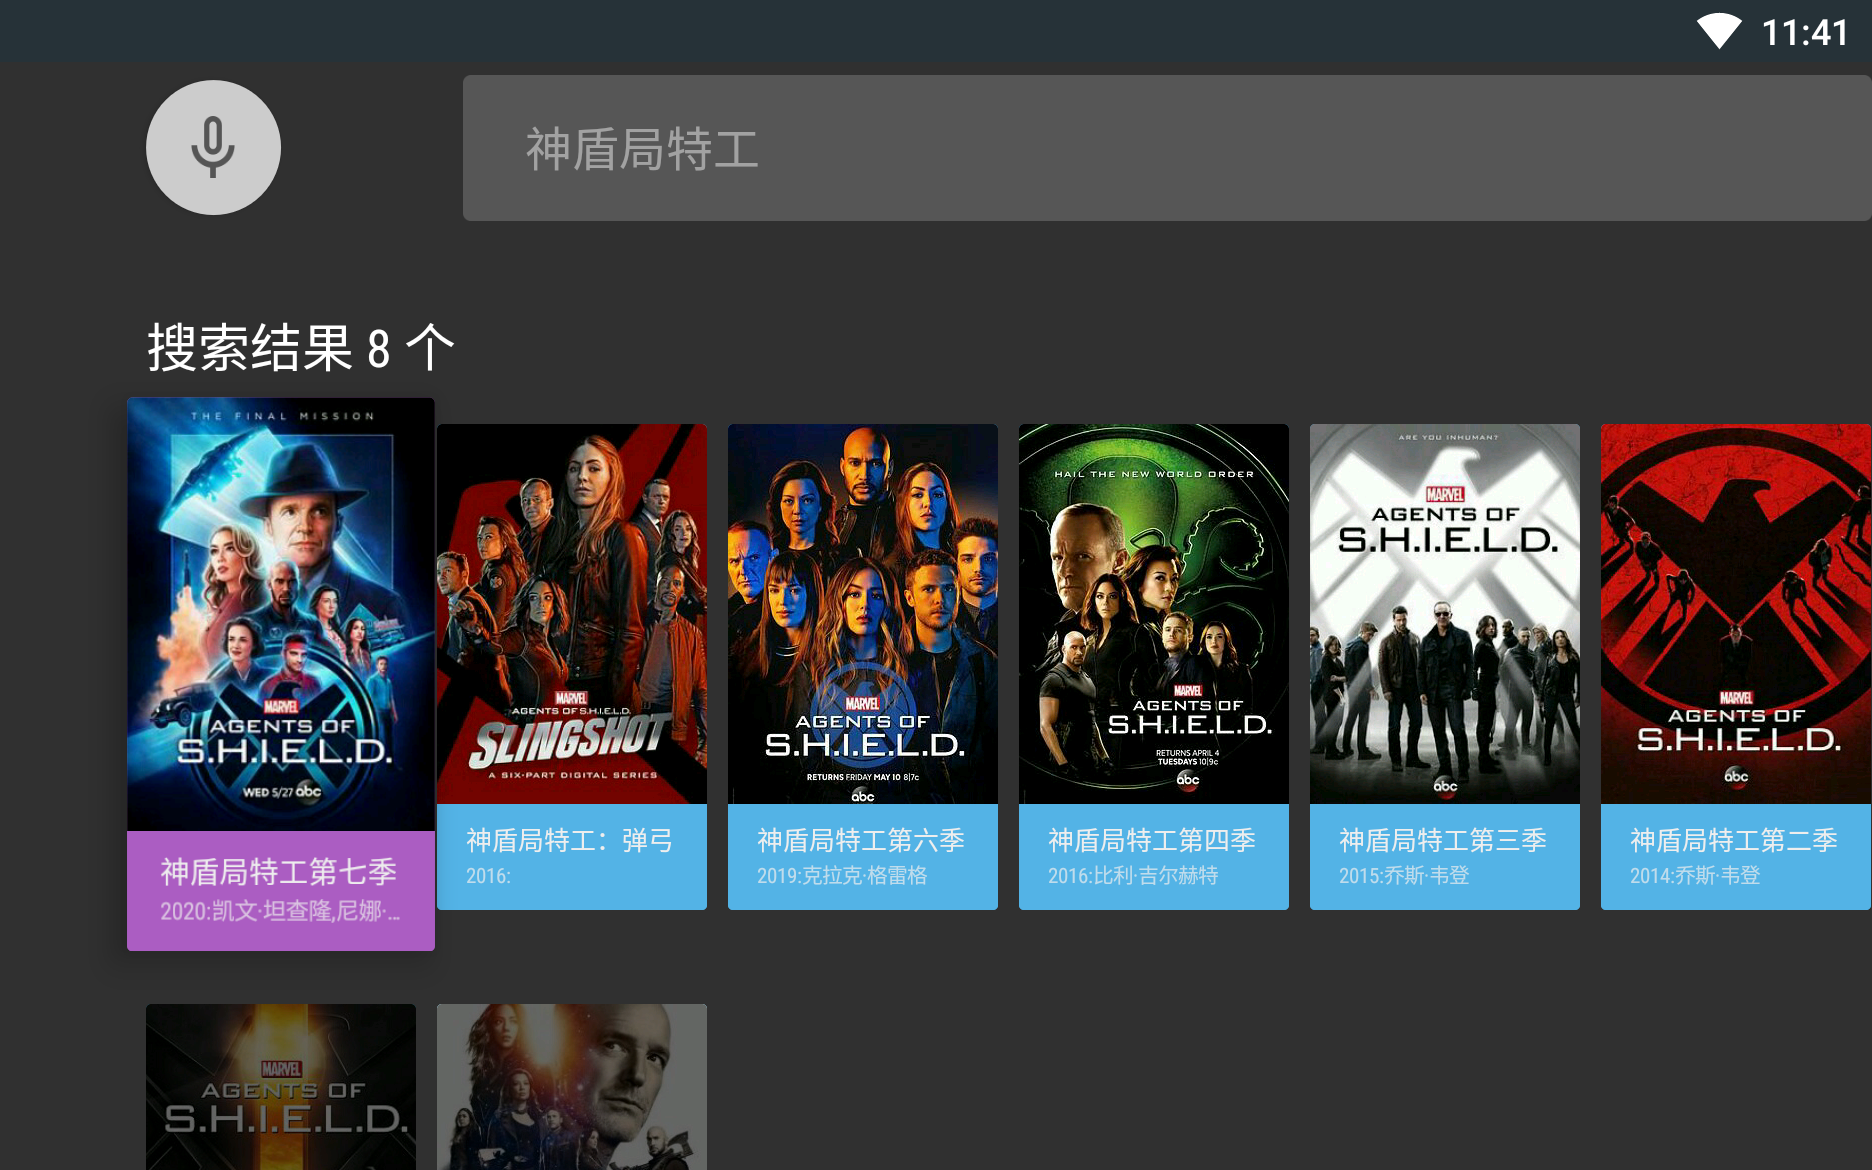 11:41
神盾局特工
搜索结果 8 个
THE FINAL MISSION
MARVEL
AGENTS OF
S.H.I.E.L.D.
WED 5/27 abc
神盾局特工第七季
2020:凯文·坦查隆,尼娜·...
MARVEL
AGENTS OF S.H.I.E.L.D.
SLINGSHOT
A SIX-PART DIGITAL SERIES
神盾局特工：弹弓
2016:
MARVEL
AGENTS OF
S.H.I.E.L.D.
RETURNS FRIDAY MAY 10 8|7c
abc
神盾局特工第六季
2019:克拉克·格雷格
HAIL THE NEW WORLD ORDER
MARVEL
AGENTS OF
S.H.I.E.L.D.
RETURNS APRIL 4
TUESDAYS 10|9c
abc
神盾局特工第四季
2016:比利·吉尔赫特
ARE YOU INHUMAN?
MARVEL
AGENTS OF
S.H.I.E.L.D.
abc
神盾局特工第三季
2015:乔斯·韦登
MARVEL
AGENTS OF
S.H.I.E.L.D.
abc
神盾局特工第二季
2014:乔斯·韦登
MARVEL
AGENTS OF
S.H.I.E.L.D.